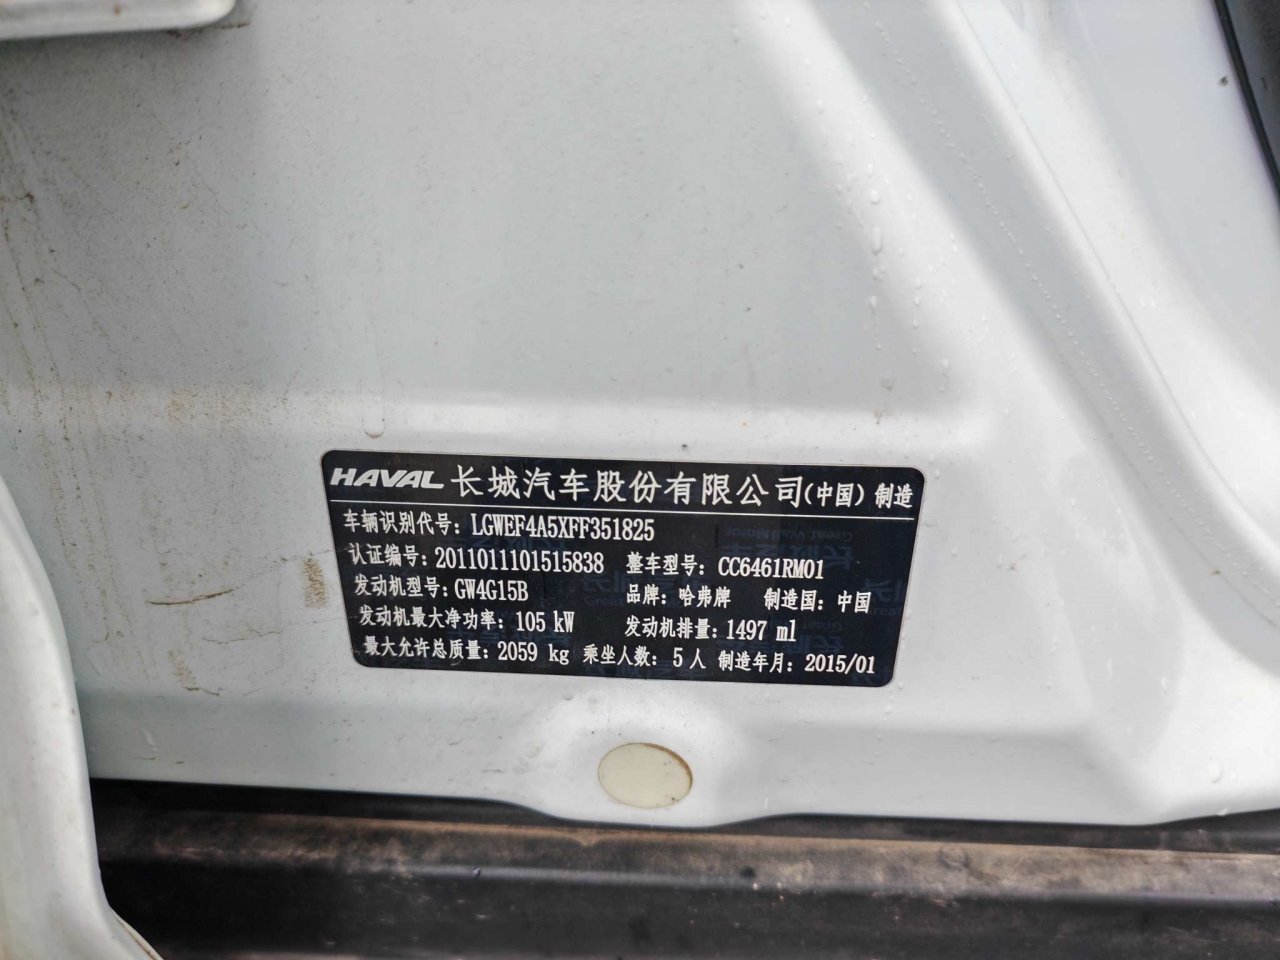 HAVAL 长城汽车股份有限公司(中国) 制造
车辆识别代号: LGWEF4A5XFF351825
认证编号: 2011011101515838 整车型号: CC6461RM01
发动机型号: GW4G15B 品牌: 哈弗牌 制造国: 中国
发动机最大净功率: 105 kW 发动机排量: 1497 ml
最大允许总质量: 2059 kg 乘坐人数: 5 人 制造年月: 2015/01